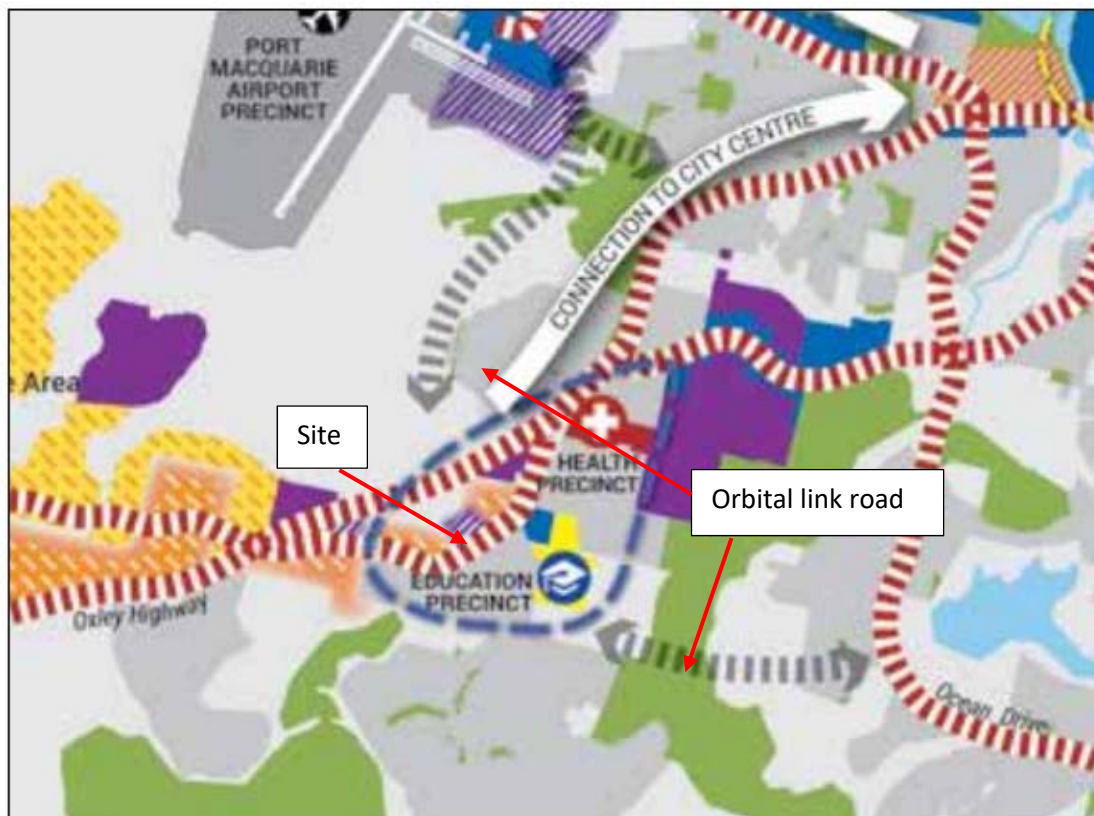 PORT
MACQUARIE
AIRPORT
PRECINCT
CONNECTION TO CITY CENTRE
e Area
Site
HEALTH
PRECINCT
Orbital link road
EDUCATION
PRECINCT
Oxley Highway
Ocean Drive